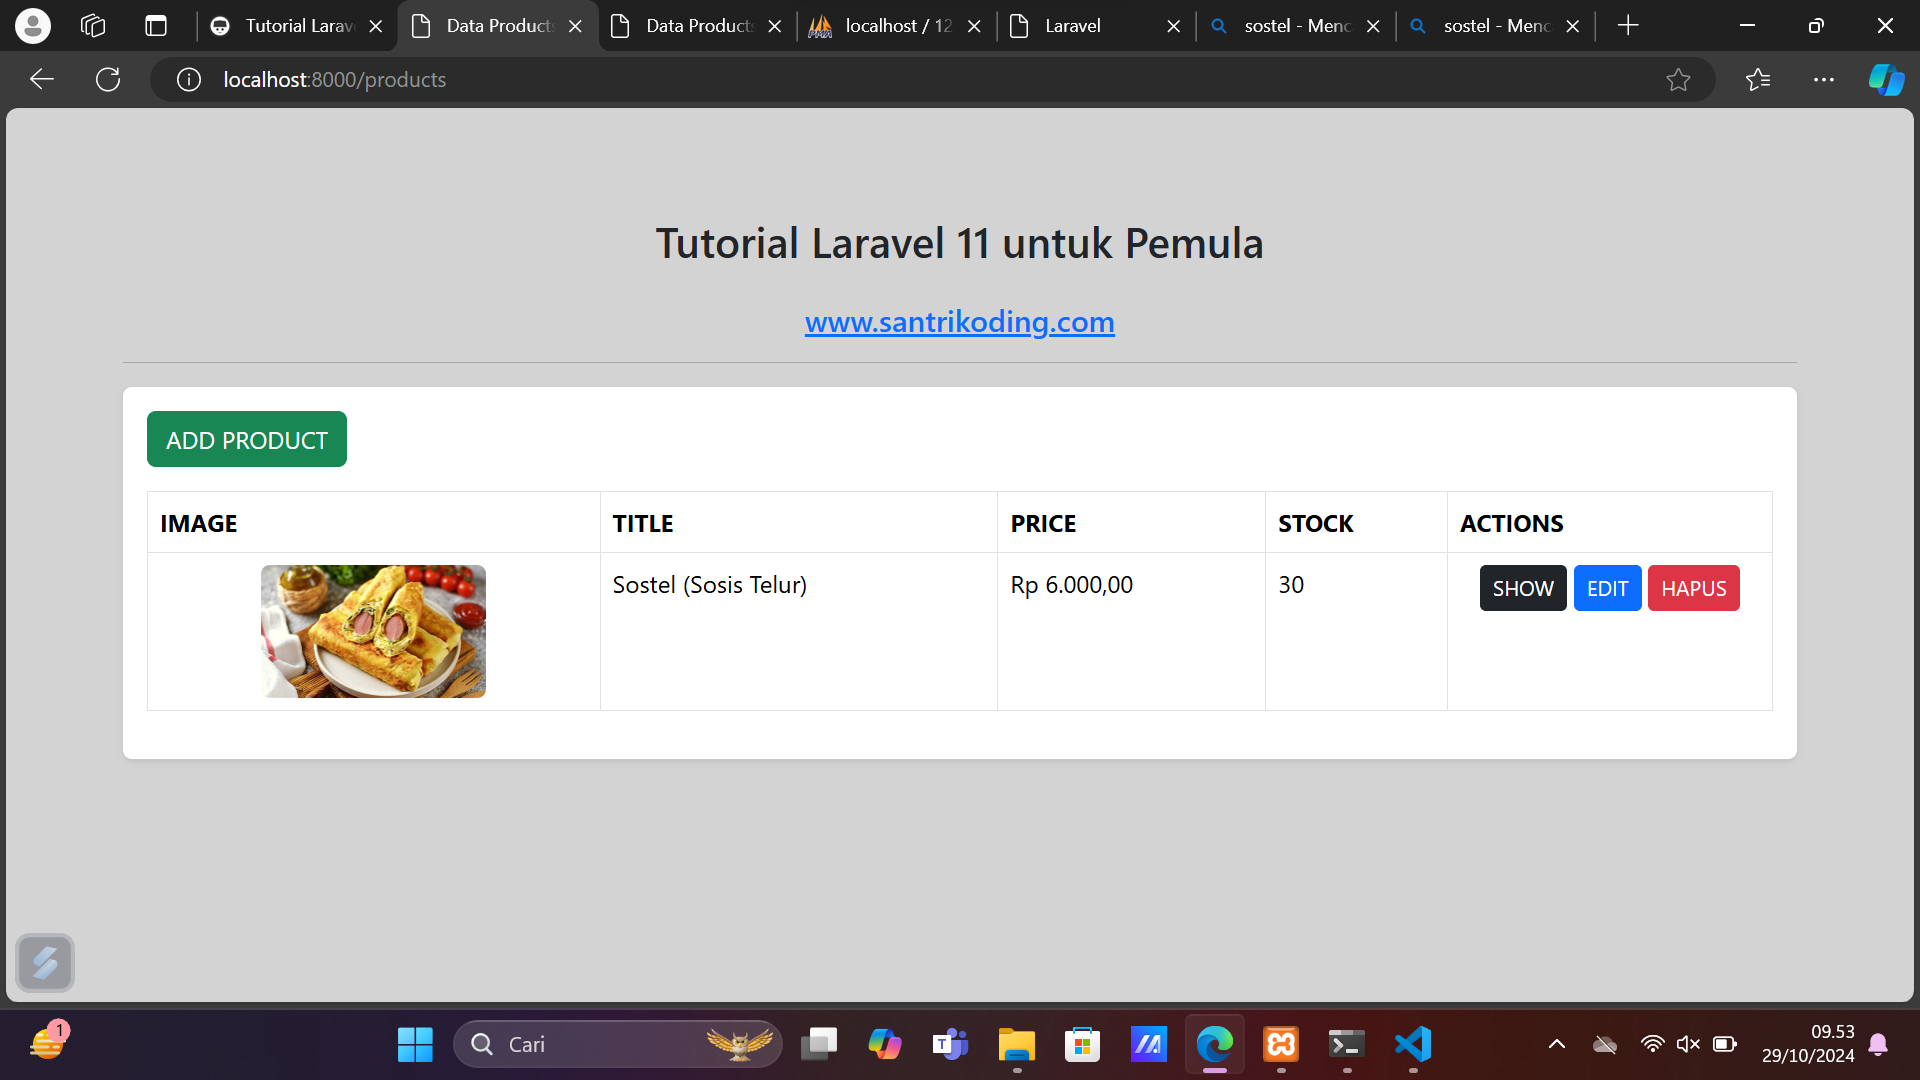 Tutorial Larav
Data Products
Data Products
localhost / 12
Laravel
sostel - Menc
sostel - Menc
localhost:8000/products
Tutorial Laravel 11 untuk Pemula
www.santrikoding.com
ADD PRODUCT
IMAGE TITLE PRICE STOCK ACTIONS
Sostel (Sosis Telur) Rp 6.000,00 30 SHOW EDIT HAPUS
1
Cari
09.53
29/10/2024